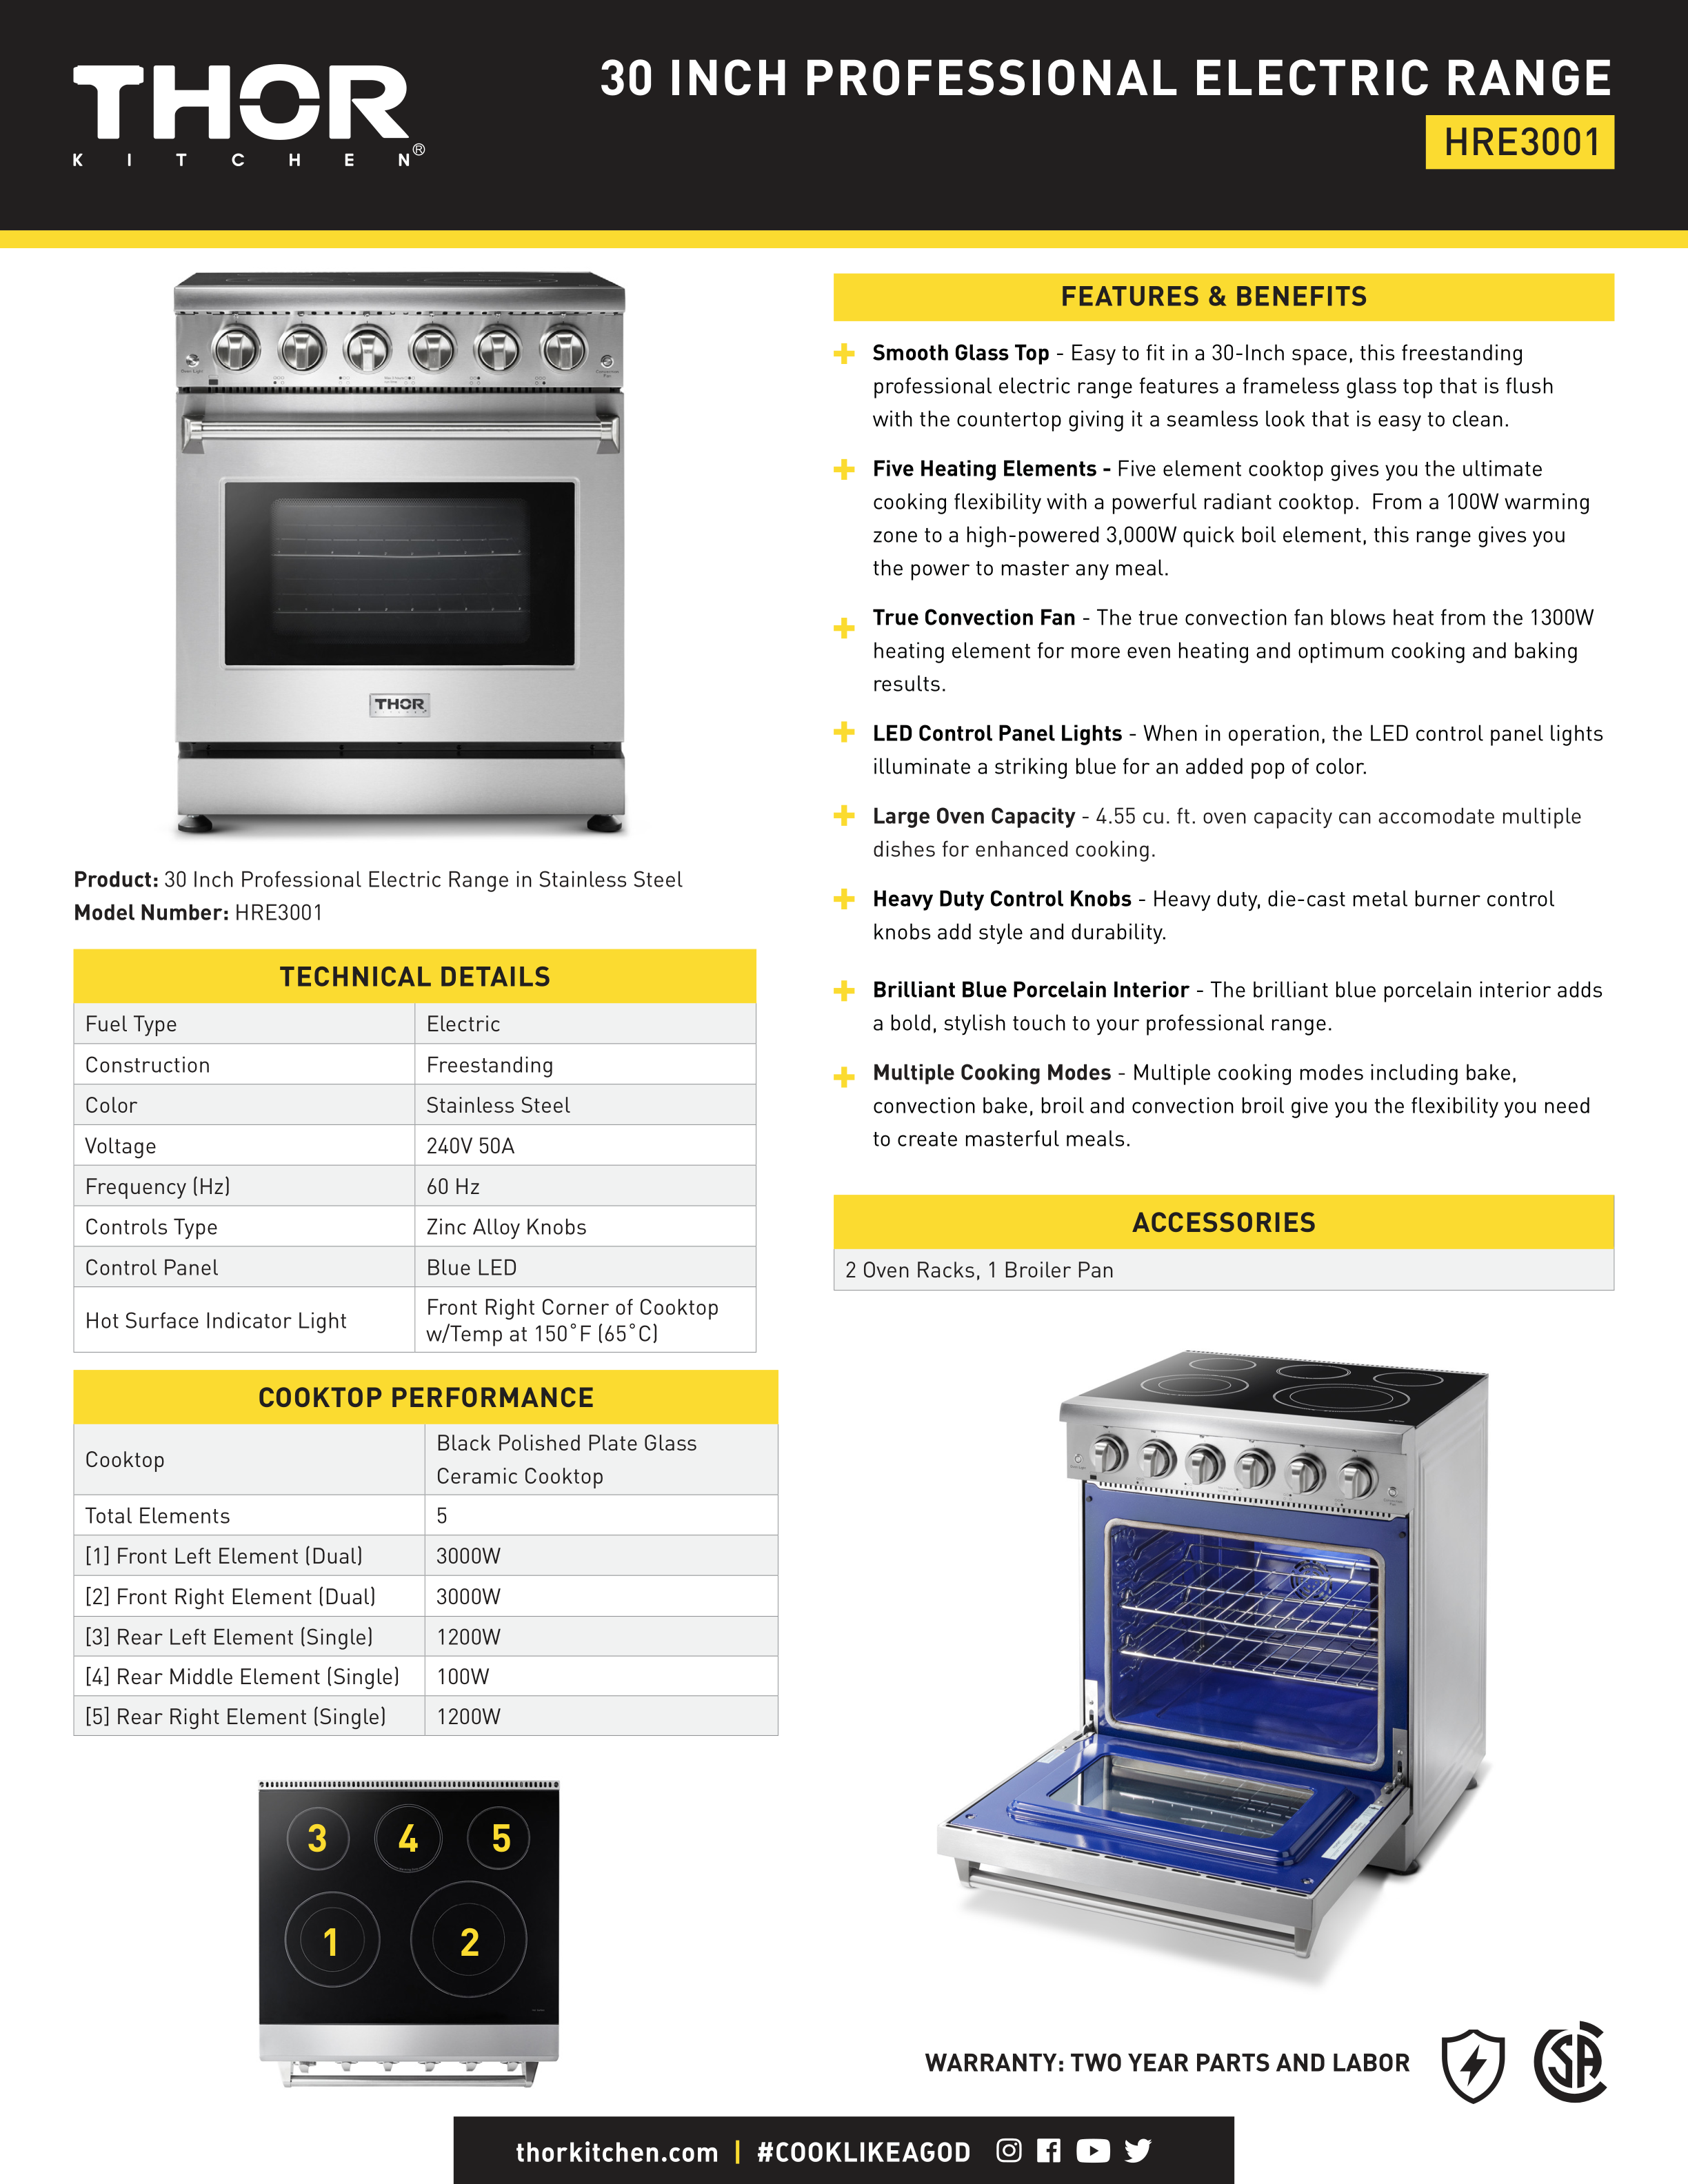 THOR
KITCHEN®
30 INCH PROFESSIONAL ELECTRIC RANGE
HRE3001
THOR
Product: 30 Inch Professional Electric Range in Stainless Steel
Model Number: HRE3001
TECHNICAL DETAILS
Fuel Type Electric
Construction Freestanding
Color Stainless Steel
Voltage 240V 50A
Frequency (Hz) 60 Hz
Controls Type Zinc Alloy Knobs
Control Panel Blue LED
Hot Surface Indicator Light Front Right Corner of Cooktop
w/Temp at 150˚F (65˚C)
COOKTOP PERFORMANCE
Cooktop Black Polished Plate Glass
Ceramic Cooktop
Total Elements 5
[1] Front Left Element (Dual) 3000W
[2] Front Right Element (Dual) 3000W
[3] Rear Left Element (Single) 1200W
[4] Rear Middle Element (Single) 100W
[5] Rear Right Element (Single) 1200W
3 4 5
1 2
FEATURES & BENEFITS
Smooth Glass Top - Easy to fit in a 30-Inch space, this freestanding
professional electric range features a frameless glass top that is flush
with the countertop giving it a seamless look that is easy to clean.
Five Heating Elements - Five element cooktop gives you the ultimate
cooking flexibility with a powerful radiant cooktop. From a 100W warming
zone to a high-powered 3,000W quick boil element, this range gives you
the power to master any meal.
True Convection Fan - The true convection fan blows heat from the 1300W
heating element for more even heating and optimum cooking and baking
results.
LED Control Panel Lights - When in operation, the LED control panel lights
illuminate a striking blue for an added pop of color.
Large Oven Capacity - 4.55 cu. ft. oven capacity can accomodate multiple
dishes for enhanced cooking.
Heavy Duty Control Knobs - Heavy duty, die-cast metal burner control
knobs add style and durability.
Brilliant Blue Porcelain Interior - The brilliant blue porcelain interior adds
a bold, stylish touch to your professional range.
Multiple Cooking Modes - Multiple cooking modes including bake,
convection bake, broil and convection broil give you the flexibility you need
to create masterful meals.
ACCESSORIES
2 Oven Racks, 1 Broiler Pan
WARRANTY: TWO YEAR PARTS AND LABOR
CSA
thorkitchen.com | #COOKLIKEAGOD